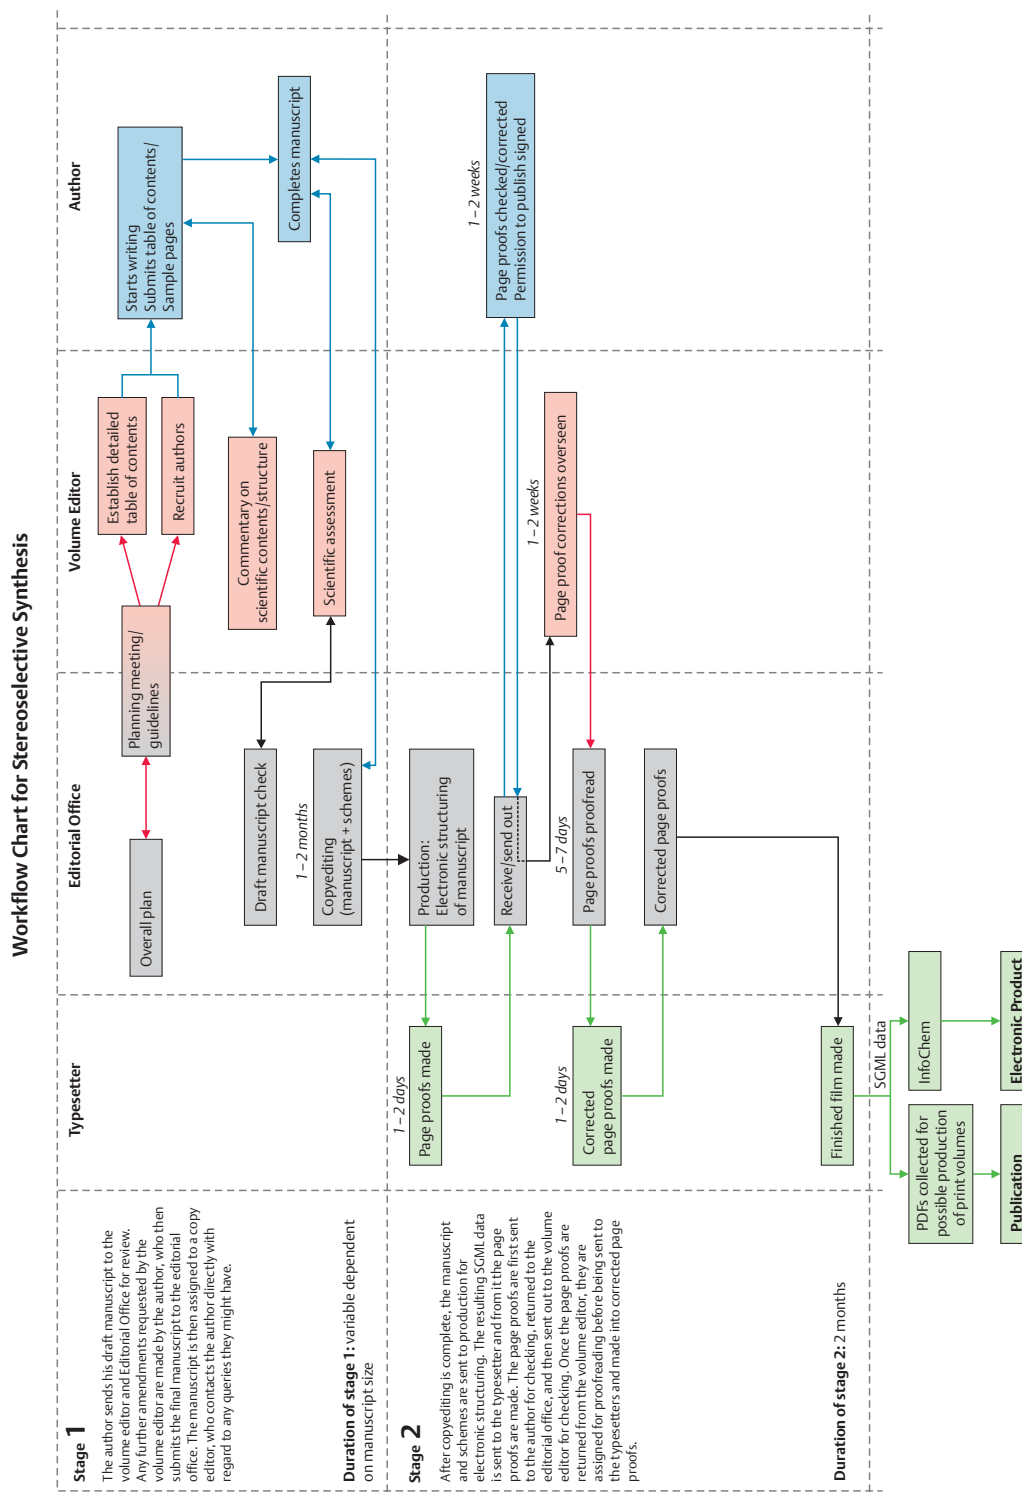 Workflow Chart for Stereoselective Synthesis
Typesetter
Editorial Office
Volume Editor
Author
Stage 1
The author sends his draft manuscript to the
volume editor and Editorial Office for review.
Any further amendments requested by the
volume editor are made by the author, who then
submits the final manuscript to the editorial
office. The manuscript is then assigned to a copy
editor, who contacts the author directly with
regard to any queries they might have.
Duration of stage 1: variable dependent
on manuscript size
Overall plan
Planning meeting/
guidelines
Establish detailed
table of contents
Recruit authors
Starts writing
Submits table of contents/
Sample pages
Commentary on
scientific contents/structure
Draft manuscript check
Scientific assessment
Completes manuscript
1 – 2 months
Copyediting
(manuscript + schemes)
Stage 2
After copyediting is complete, the manuscript
and schemes are sent to production for
electronic structuring. The resulting SGML data
is sent to the typesetter and from it the page
proofs are made. The page proofs are first sent
to the author for checking, returned to the
editorial office, and then sent out to the volume
editor for checking. Once the page proofs are
returned from the volume editor, they are
assigned for proofreading before being sent to
the typesetters and made into corrected page
proofs.
Duration of stage 2: 2 months
1 – 2 days
Page proofs made
Production:
Electronic structuring
of manuscript
Receive/send out
1 – 2 weeks
Page proofs checked/corrected
Permission to publish signed
1 – 2 weeks
Page proof corrections overseen
5 – 7 days
Page proofs proofread
1 – 2 days
Corrected
page proofs made
Corrected page proofs
Finished film made
SGML data
PDFs collected for
possible production
of print volumes
InfoChem
Publication
Electronic Product